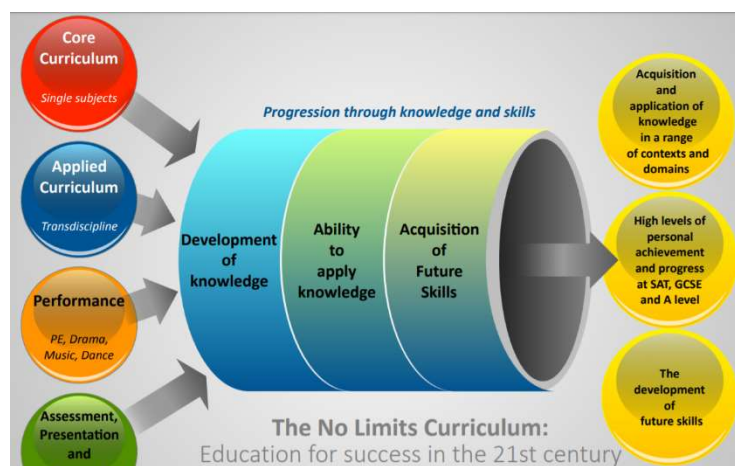 Core
Curriculum
Single subjects
Applied
Curriculum
Transdiscipline
Performance
PE, Drama,
Music, Dance
Assessment,
Presentation
and
Progression through knowledge and skills
Development
of
knowledge
Ability
to
apply
knowledge
Acquisition
of
Future
Skills
Acquisition
and
application of
knowledge
in a range
of contexts and
domains
High levels of
personal
achievement
and progress
at SAT, GCSE
and A level
The
development
of
future skills
The No Limits Curriculum:
Education for success in the 21st century